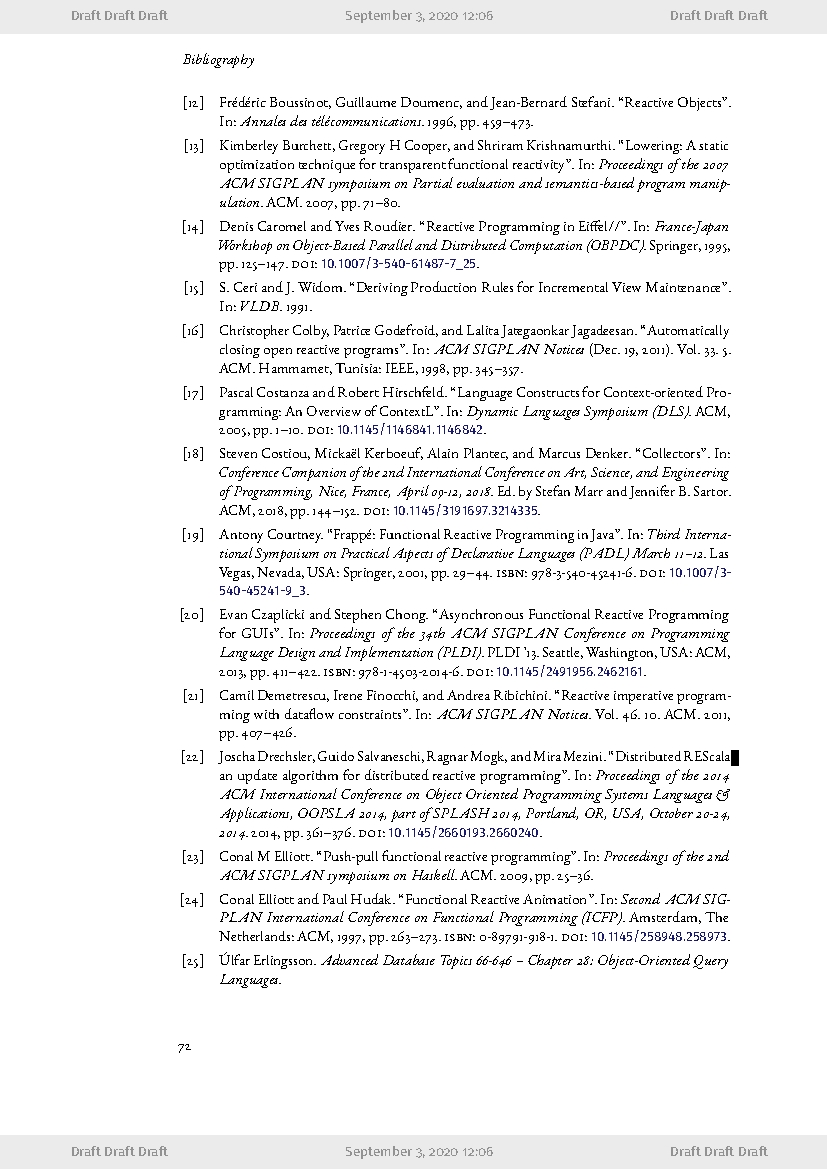 Draft Draft Draft September 3, 2020 12:06 Draft Draft Draft
Bibliography
[12] Frédéric Boussinot, Guillaume Doumenc, and Jean-Bernard Stefani. “Reactive Objects”.
In: Annales des télécommunications. 1996, pp. 459–473.
[13] Kimberley Burchett, Gregory H Cooper, and Shriram Krishnamurthi. “Lowering: A static
optimization technique for transparent functional reactivity”. In: Proceedings of the 2007
ACM SIGPLAN symposium on Partial evaluation and semantics-based program manip-
ulation. ACM. 2007, pp. 71–80.
[14] Denis Caromel and Yves Roudier. “Reactive Programming in Eiffel//”. In: France-Japan
Workshop on Object-Based Parallel and Distributed Computation (OBPDC). Springer, 1995,
pp. 125–147. DOI: 10.1007/3-540-61487-7_25.
[15] S. Ceri and J. Widom. “Deriving Production Rules for Incremental View Maintenance”.
In: VLDB. 1991.
[16] Christopher Colby, Patrice Godefroid, and Lalita Jategaonkar Jagadeesan. “Automatically
closing open reactive programs”. In: ACM SIGPLAN Notices (Dec. 19, 2011). Vol. 33. 5.
ACM. Hammamet, Tunisia: IEEE, 1998, pp. 345–357.
[17] Pascal Costanza and Robert Hirschfeld. “Language Constructs for Context-oriented Pro-
gramming: An Overview of ContextL”. In: Dynamic Languages Symposium (DLS). ACM,
2005, pp. 1–10. DOI: 10.1145/1146841.1146842.
[18] Steven Costiou, Mickaël Kerboeuf, Alain Plantec, and Marcus Denker. “Collectors”. In:
Conference Companion of the 2nd International Conference on Art, Science, and Engineering
of Programming, Nice, France, April 09-12, 2018. Ed. by Stefan Marr and Jennifer B. Sartor.
ACM, 2018, pp. 144–152. DOI: 10.1145/3191697.3214335.
[19] Antony Courtney. “Frappé: Functional Reactive Programming in Java”. In: Third Interna-
tional Symposium on Practical Aspects of Declarative Languages (PADL) March 11–12. Las
Vegas, Nevada, USA: Springer, 2001, pp. 29–44. ISBN: 978-3-540-45241-6. DOI: 10.1007/3-
540-45241-9_3.
[20] Evan Czaplicki and Stephen Chong. “Asynchronous Functional Reactive Programming
for GUIs”. In: Proceedings of the 34th ACM SIGPLAN Conference on Programming
Language Design and Implementation (PLDI). PLDI ’13. Seattle, Washington, USA: ACM,
2013, pp. 411–422. ISBN: 978-1-4503-2014-6. DOI: 10.1145/2491956.2462161.
[21] Camil Demetrescu, Irene Finocchi, and Andrea Ribichini. “Reactive imperative program-
ming with dataflow constraints”. In: ACM SIGPLAN Notices. Vol. 46. 10. ACM. 2011,
pp. 407–426.
[22] Joscha Drechsler, Guido Salvaneschi, Ragnar Mogk, and Mira Mezini. “Distributed REScala
an update algorithm for distributed reactive programming”. In: Proceedings of the 2014
ACM International Conference on Object Oriented Programming Systems Languages &
Applications, OOPSLA 2014, part of SPLASH 2014, Portland, OR, USA, October 20-24,
2014. 2014, pp. 361–376. DOI: 10.1145/2660193.2660240.
[23] Conal M Elliott. “Push-pull functional reactive programming”. In: Proceedings of the 2nd
ACM SIGPLAN symposium on Haskell. ACM. 2009, pp. 25–36.
[24] Conal Elliott and Paul Hudak. “Functional Reactive Animation”. In: Second ACM SIG-
PLAN International Conference on Functional Programming (ICFP). Amsterdam, The
Netherlands: ACM, 1997, pp. 263–273. ISBN: 0-89791-918-1. DOI: 10.1145/258948.258973.
[25] Úlfar Erlingsson. Advanced Database Topics 66-646 – Chapter 28: Object-Oriented Query
Languages.
72
Draft Draft Draft September 3, 2020 12:06 Draft Draft Draft